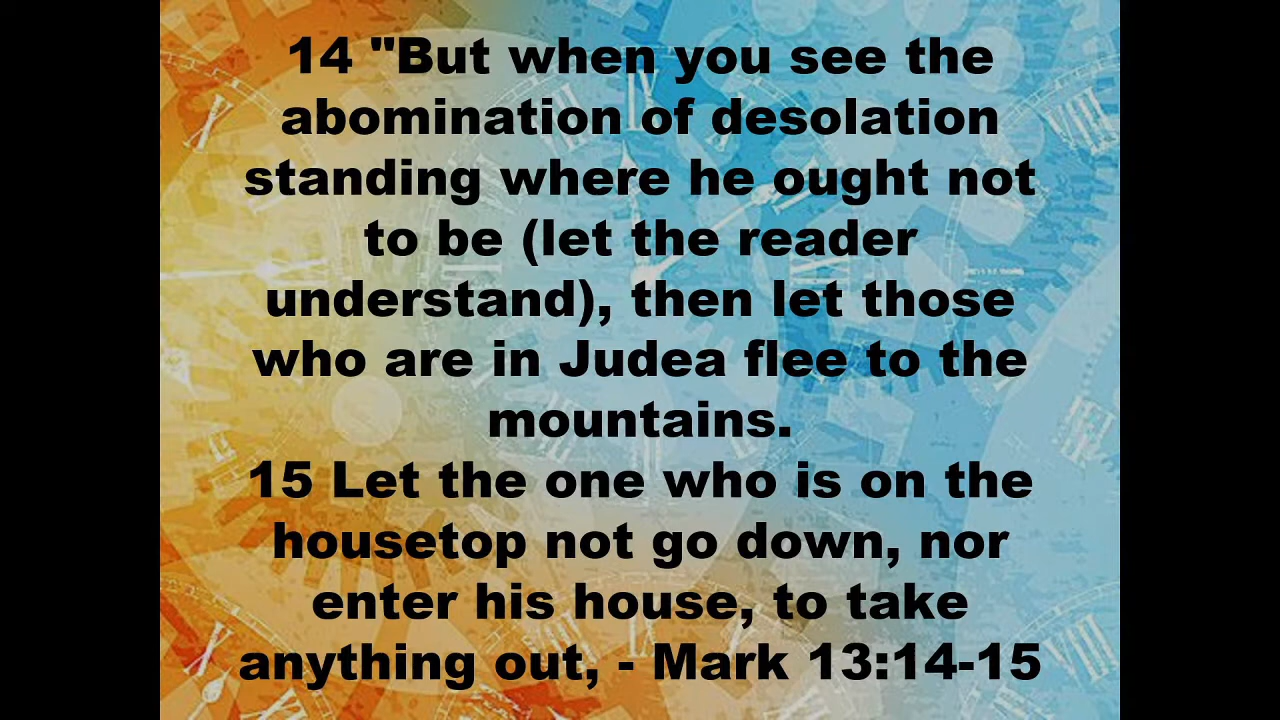 14 "But when you see the
abomination of desolation
standing where he ought not
to be (let the reader
understand), then let those
who are in Judea flee to the
mountains.
15 Let the one who is on the
housetop not go down, nor
enter his house, to take
anything out, - Mark 13:14-15